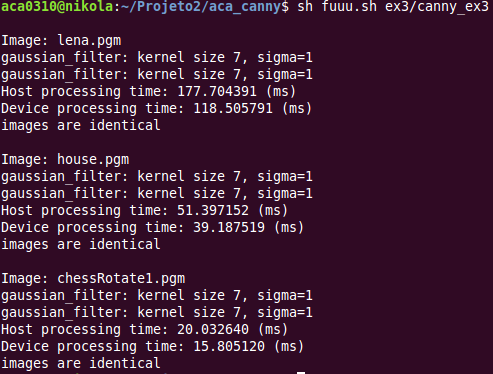 aca0310@nikola:~/Projeto2/aca_canny$ sh fuuu.sh ex3/canny_ex3
Image: lena.pgm
gaussian_filter: kernel size 7, sigma=1
gaussian_filter: kernel size 7, sigma=1
Host processing time: 177.704391 (ms)
Device processing time: 118.505791 (ms)
images are identical
Image: house.pgm
gaussian_filter: kernel size 7, sigma=1
gaussian_filter: kernel size 7, sigma=1
Host processing time: 51.397152 (ms)
Device processing time: 39.187519 (ms)
images are identical
Image: chessRotate1.pgm
gaussian_filter: kernel size 7, sigma=1
gaussian_filter: kernel size 7, sigma=1
Host processing time: 20.032640 (ms)
Device processing time: 15.805120 (ms)
images are identical